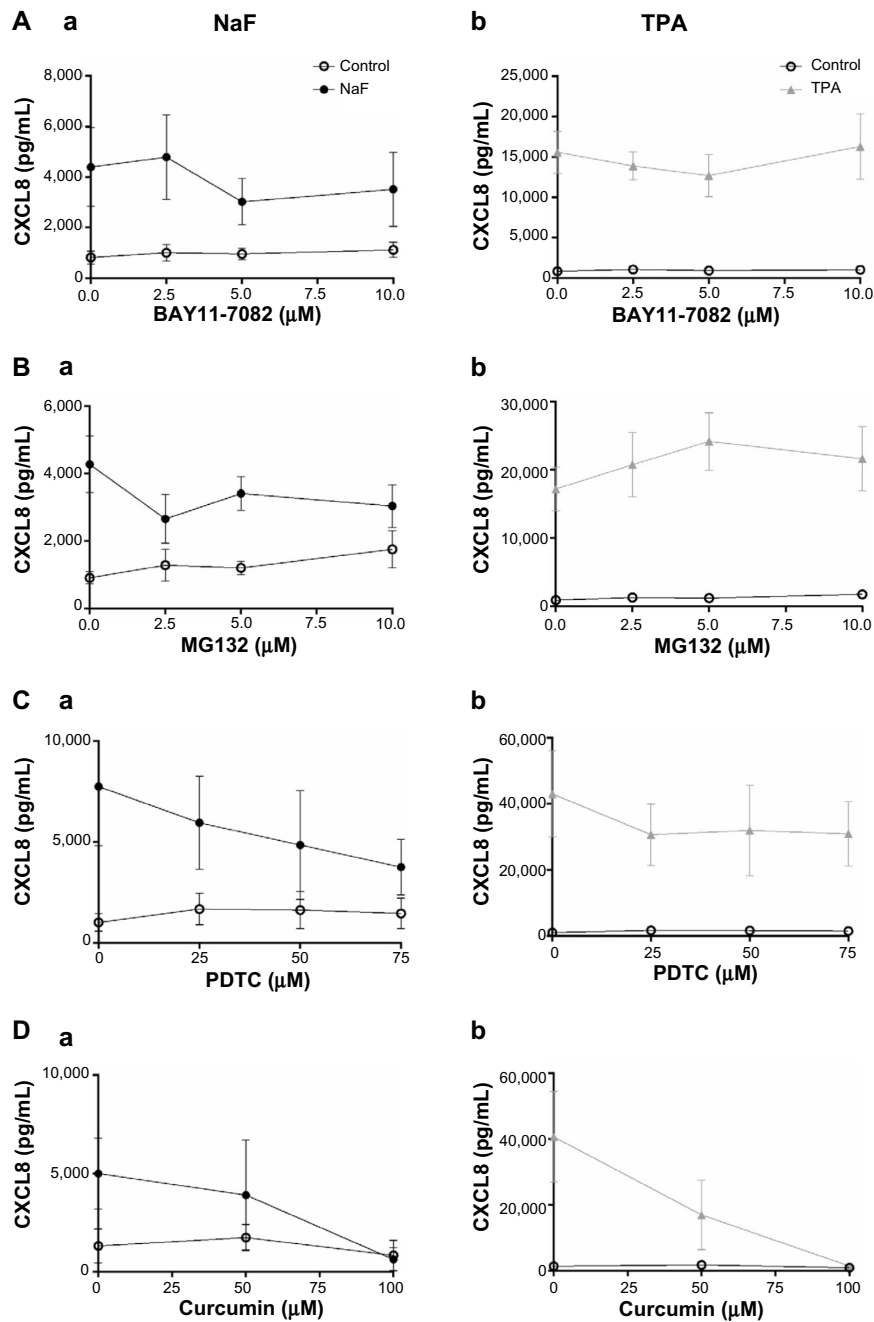 A a NaF
Control
NaF
CXCL8 (pg/mL)
8,000
6,000
4,000
2,000
0
0.0 2.5 5.0 7.5 10.0
BAY11-7082 (μM)
b TPA
Control
TPA
CXCL8 (pg/mL)
25,000
20,000
15,000
10,000
5,000
0
0.0 2.5 5.0 7.5 10.0
BAY11-7082 (μM)
B a
CXCL8 (pg/mL)
6,000
4,000
2,000
0
0.0 2.5 5.0 7.5 10.0
MG132 (μM)
b
CXCL8 (pg/mL)
30,000
20,000
10,000
0
0.0 2.5 5.0 7.5 10.0
MG132 (μM)
C a
CXCL8 (pg/mL)
10,000
5,000
0
0 25 50 75
PDTC (μM)
b
CXCL8 (pg/mL)
60,000
40,000
20,000
0
0 25 50 75
PDTC (μM)
D a
CXCL8 (pg/mL)
10,000
5,000
0
0 25 50 75 100
Curcumin (μM)
b
CXCL8 (pg/mL)
60,000
40,000
20,000
0
0 25 50 75 100
Curcumin (μM)